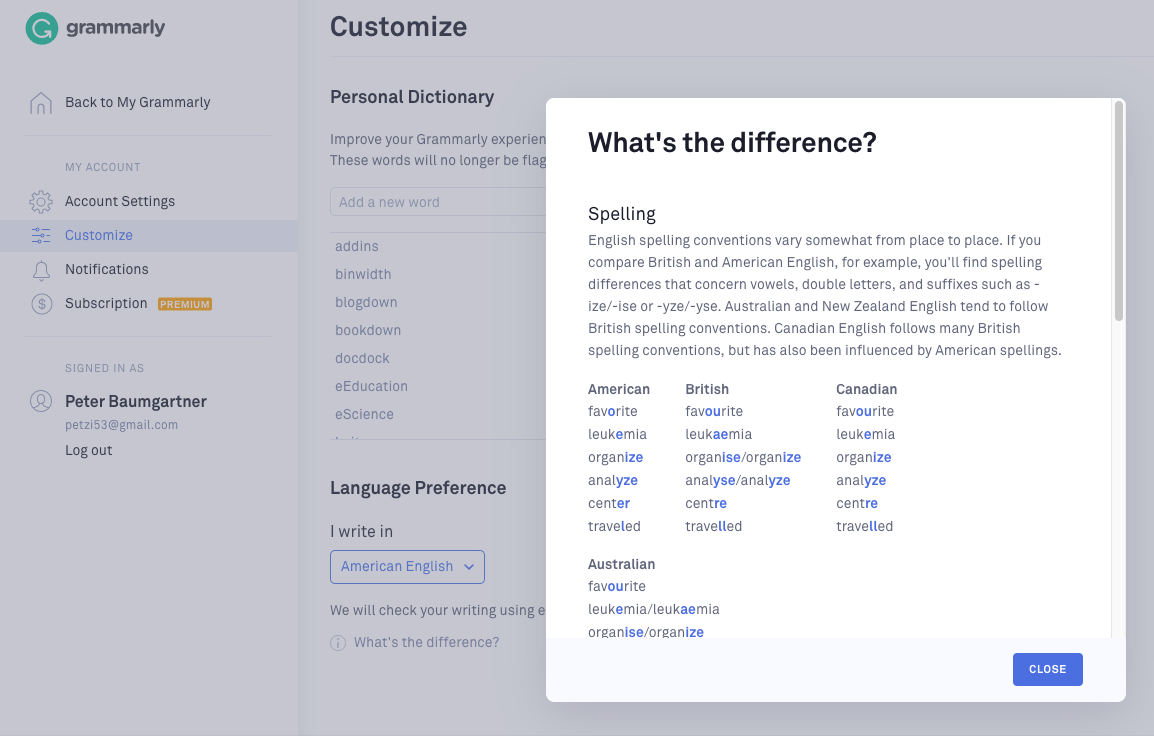 grammarly
Back to My Grammarly
MY ACCOUNT
Account Settings
Customize
Notifications
Subscription PREMIUM
SIGNED IN AS
Peter Baumgartner
petzi53@gmail.com
Log out
Customize
Personal Dictionary
Improve your Grammarly experien
These words will no longer be flag
Add a new word
addins
binwidth
blogdown
bookdown
docdock
eEducation
eScience
Language Preference
I write in
American English
We will check your writing using e
What's the difference?
What's the difference?
Spelling
English spelling conventions vary somewhat from place to place. If you
compare British and American English, for example, you'll find spelling
differences that concern vowels, double letters, and suffixes such as -
ize/-ise or -yze/-yse. Australian and New Zealand English tend to follow
British spelling conventions. Canadian English follows many British
spelling conventions, but has also been influenced by American spellings.
American British Canadian
favorite favourite favourite
leukemia leukaemia leukemia
organize organise/organize organize
analyze analyse/analyze analyze
center centre centre
traveled travelled travelled
Australian
favourite
leukemia/leukaemia
organise/organize
CLOSE